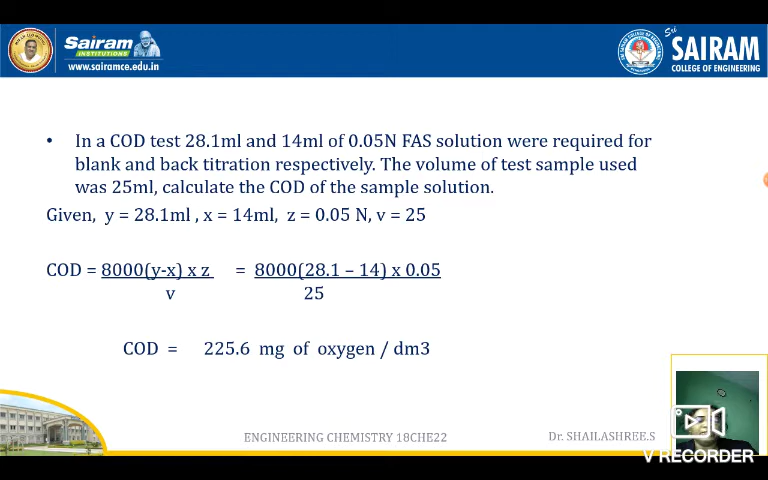 Sairam
INSTITUTIONS
www.sairamce.edu.in
Sri
SAIRAM
COLLEGE OF ENGINEERING
• In a COD test 28.1ml and 14ml of 0.05N FAS solution were required for
blank and back titration respectively. The volume of test sample used
was 25ml, calculate the COD of the sample solution.
Given, y = 28.1ml , x = 14ml, z = 0.05 N, v = 25
COD = 8000(y-x) x z = 8000(28.1 – 14) x 0.05
v 25
COD = 225.6 mg of oxygen / dm3
ENGINEERING CHEMISTRY 18CHE22
Dr. SHAILASHREE.S
V RECORDER